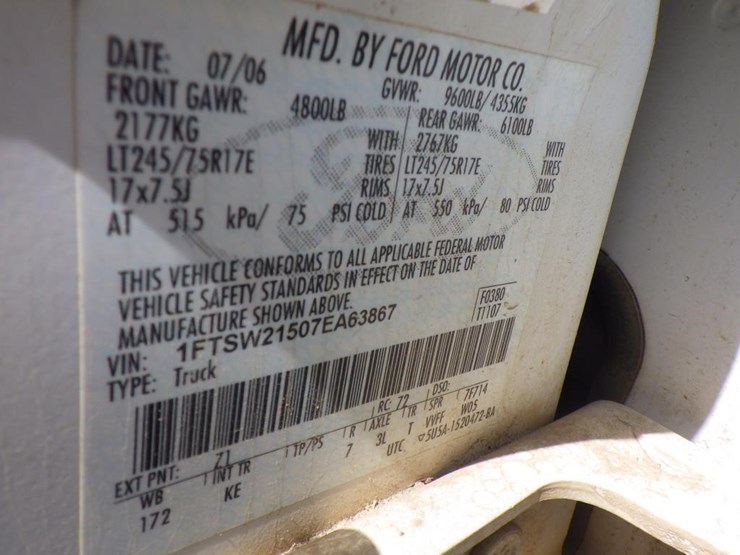 MFD. BY FORD MOTOR CO.
DATE: 07/06 GVWR: 9600LB/4355KG
FRONT GAWR: 4800LB REAR GAWR: 6100LB
2177KG WITH 2767KG WITH
LT245/75R17E TIRES LT245/75R17E TIRES
17x7.5J RIMS 17x7.5J RIMS
AT 515 kPa/ 75 PSI COLD AT 550 kPa/ 80 PSI COLD
THIS VEHICLE CONFORMS TO ALL APPLICABLE FEDERAL MOTOR
VEHICLE SAFETY STANDARDS IN EFFECT ON THE DATE OF
MANUFACTURE SHOWN ABOVE.
VIN: 1FTSW21507EA63867 F0380
TYPE: Truck T1107
EXT PNT: Z1 RC: 72 DSO: 7F714
WB INT TR TP/PS R AXLE TR SPR W05
172 KE 7 3L T VVFF
UTC ▽5U5A-1520472-BA